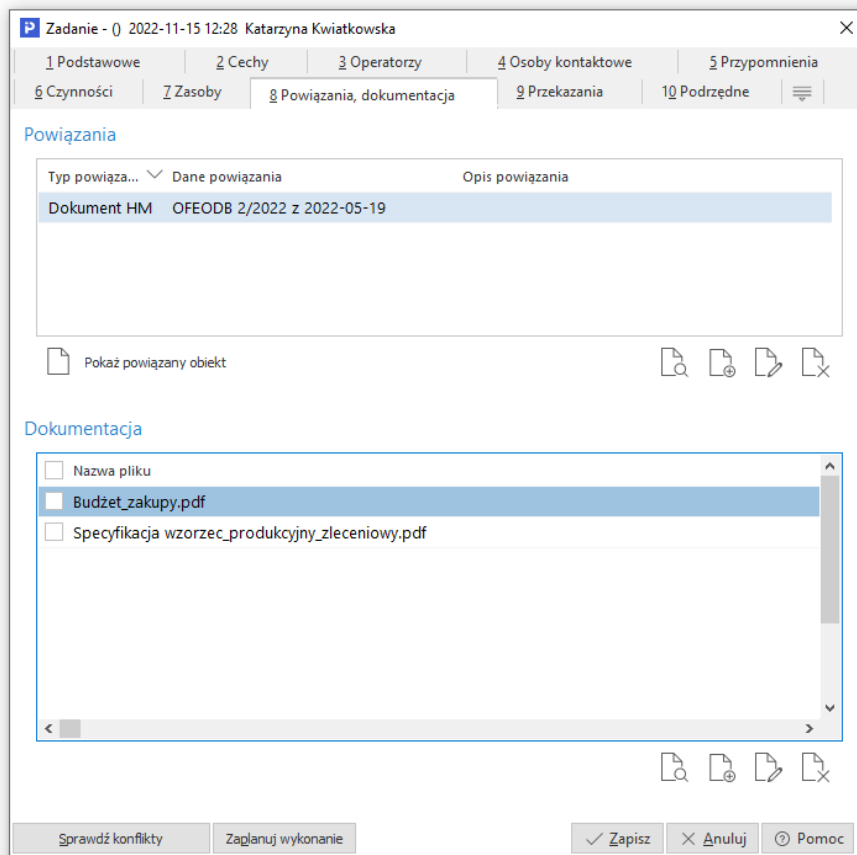 Zadanie - () 2022-11-15 12:28 Katarzyna Kwiatkowska
1 Podstawowe 2 Cechy 3 Operatorzy 4 Osoby kontaktowe 5 Przypomnienia
6 Czynności 7 Zasoby 8 Powiązania, dokumentacja 9 Przekazania 10 Podrzędne
Powiązania
Typ powiąza... Dane powiązania Opis powiązania
Dokument HM OFEODB 2/2022 z 2022-05-19
Pokaż powiązany obiekt
Dokumentacja
Nazwa pliku
Budżet_zakupy.pdf
Specyfikacja wzorzec_produkcyjny_zleceniowy.pdf
Sprawdź konflikty Zaplanuj wykonanie Zapisz Anuluj Pomoc